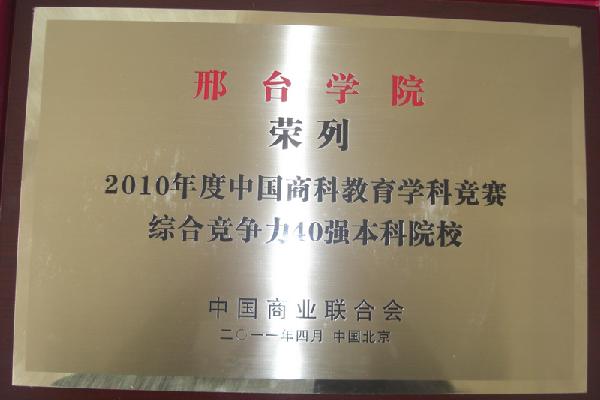 邢台学院
荣列
2010年度中国商科教育学科竞赛
综合竞争力40强本科院校
中国商业联合会
二〇一一年四月 中国北京